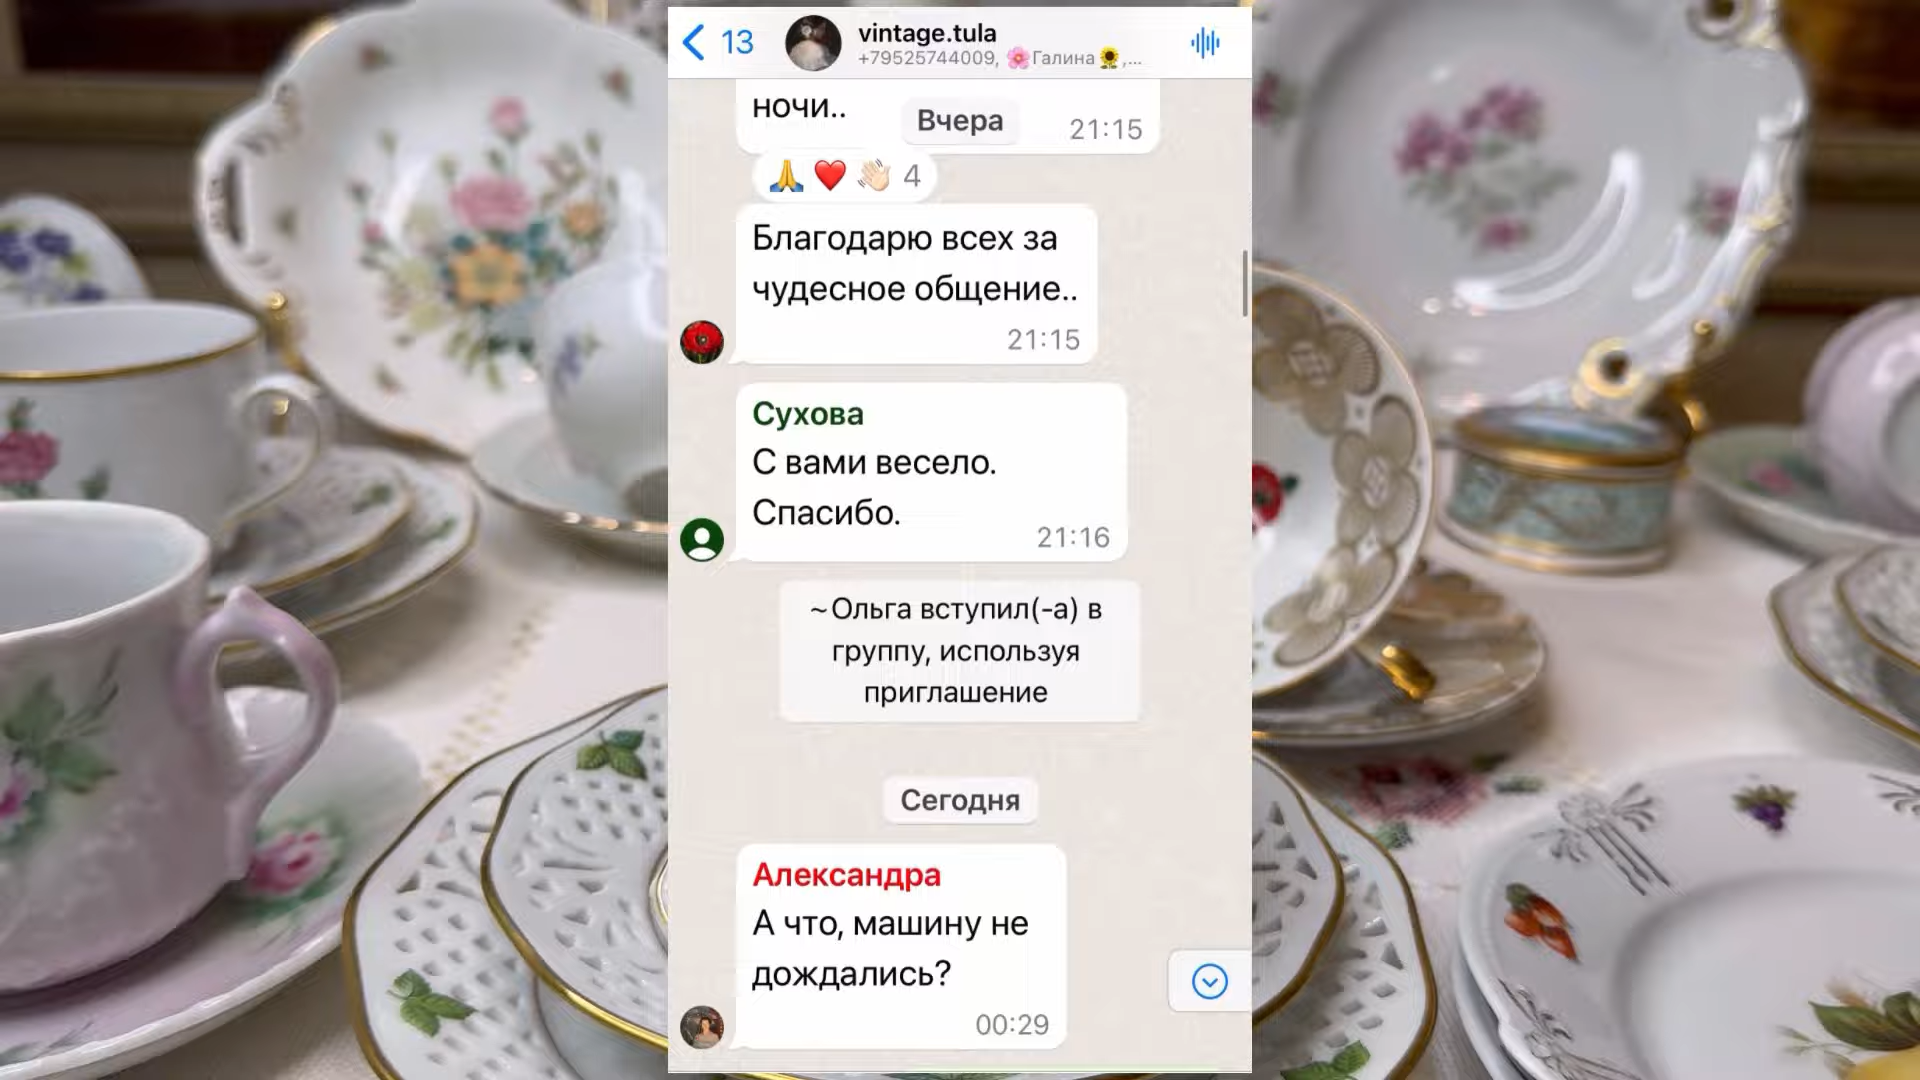 13
vintage.tula
+79525744009, 🌸Галина🌻,...
ночи..
Вчера
21:15
🙏 ❤️ 👋🏻 4
Благодарю всех за
чудесное общение..
21:15
Сухова
С вами весело.
Спасибо.
21:16
~Ольга вступил(-а) в
группу, используя
приглашение
Сегодня
Александра
А что, машину не
дождались?
00:29